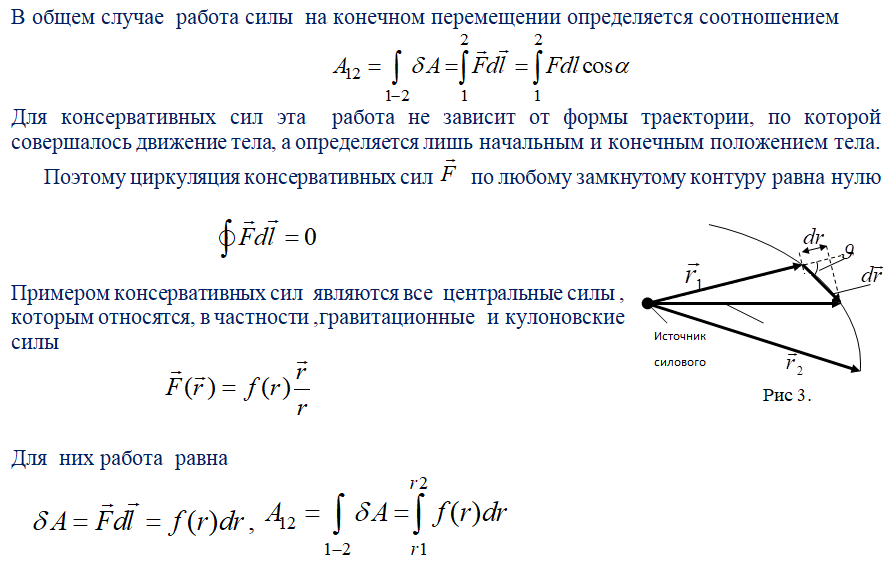 В общем случае работа силы на конечном перемещении определяется соотношением
A₁₂ = ∫₁₋₂ δA = ∫₁² F⃗dl⃗ = ∫₁² Fdl cosα
Для консервативных сил эта работа не зависит от формы траектории, по которой
совершалось движение тела, а определяется лишь начальным и конечным положением тела.
Поэтому циркуляция консервативных сил F⃗ по любому замкнутому контуру равна нулю
∮F⃗dl⃗ = 0
Примером консервативных сил являются все центральные силы ,
которым относятся, в частности ,гравитационные и кулоновские
силы
F⃗(r⃗) = f(r) r⃗/r
dr
ϑ
r⃗₁
dr⃗
Источник
силового
r⃗₂
Рис 3.
Для них работа равна
δA = F⃗dl⃗ = f(r)dr , A₁₂ = ∫₁₋₂ δA = ∫r1^r2 f(r)dr